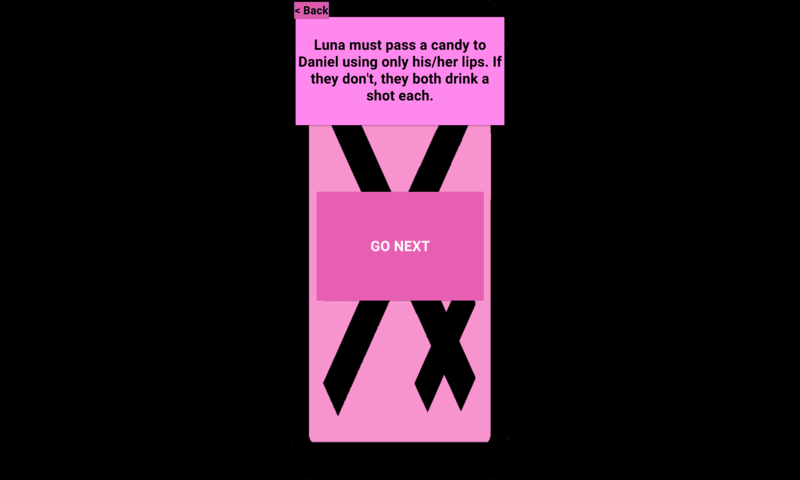 < Back
Luna must pass a candy to
Daniel using only his/her lips. If
they don't, they both drink a
shot each.
GO NEXT